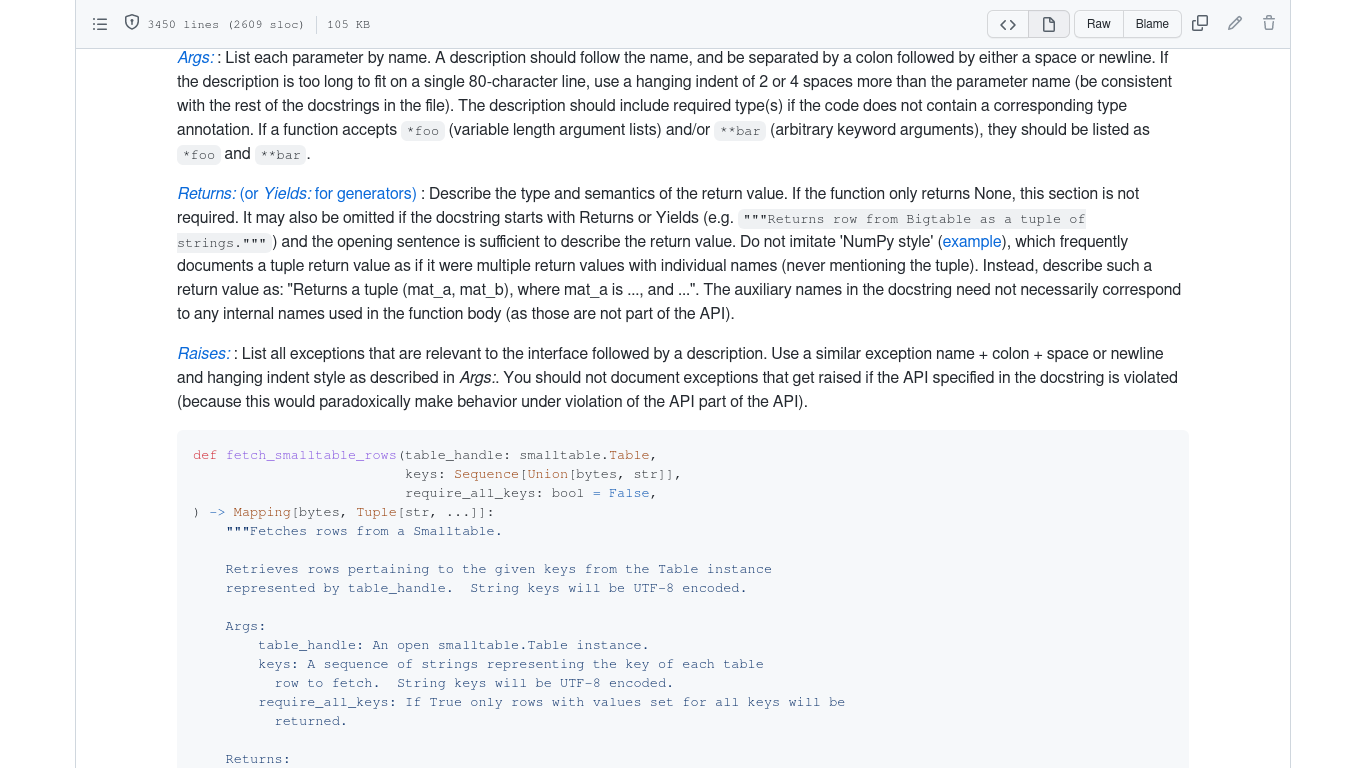 3450 lines (2609 sloc) 105 KB Raw Blame
Args: : List each parameter by name. A description should follow the name, and be separated by a colon followed by either a space or newline. If
the description is too long to fit on a single 80-character line, use a hanging indent of 2 or 4 spaces more than the parameter name (be consistent
with the rest of the docstrings in the file). The description should include required type(s) if the code does not contain a corresponding type
annotation. If a function accepts *foo (variable length argument lists) and/or **bar (arbitrary keyword arguments), they should be listed as
*foo and **bar.
Returns: (or Yields: for generators) : Describe the type and semantics of the return value. If the function only returns None, this section is not
required. It may also be omitted if the docstring starts with Returns or Yields (e.g. """Returns row from Bigtable as a tuple of
strings.""") and the opening sentence is sufficient to describe the return value. Do not imitate 'NumPy style' (example), which frequently
documents a tuple return value as if it were multiple return values with individual names (never mentioning the tuple). Instead, describe such a
return value as: "Returns a tuple (mat_a, mat_b), where mat_a is ..., and ...". The auxiliary names in the docstring need not necessarily correspond
to any internal names used in the function body (as those are not part of the API).
Raises: : List all exceptions that are relevant to the interface followed by a description. Use a similar exception name + colon + space or newline
and hanging indent style as described in Args:. You should not document exceptions that get raised if the API specified in the docstring is violated
(because this would paradoxically make behavior under violation of the API part of the API).
def fetch_smalltable_rows(table_handle: smalltable.Table,
                          keys: Sequence[Union[bytes, str]],
                          require_all_keys: bool = False,
) -> Mapping[bytes, Tuple[str, ...]]:
    """Fetches rows from a Smalltable.
    Retrieves rows pertaining to the given keys from the Table instance
    represented by table_handle.  String keys will be UTF-8 encoded.
    Args:
        table_handle: An open smalltable.Table instance.
        keys: A sequence of strings representing the key of each table
          row to fetch.  String keys will be UTF-8 encoded.
        require_all_keys: If True only rows with values set for all keys will be
          returned.
    Returns: